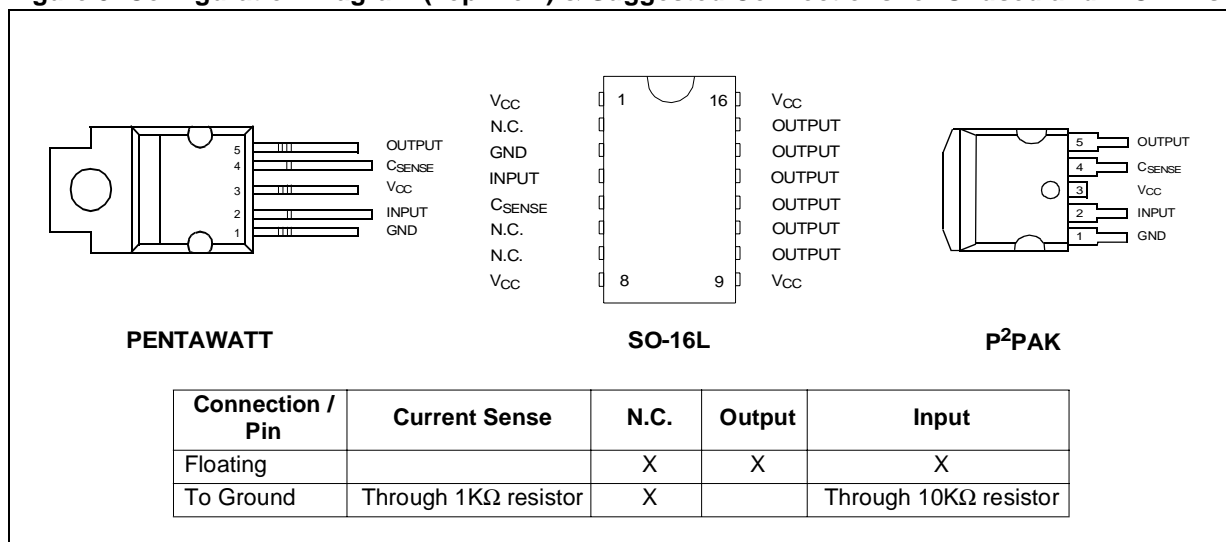 5 OUTPUT
4 CSENSE
3 VCC
2 INPUT
1 GND
PENTAWATT
VCC 1 16 VCC
N.C. OUTPUT
GND OUTPUT
INPUT OUTPUT
CSENSE OUTPUT
N.C. OUTPUT
N.C. OUTPUT
VCC 8 9 VCC
SO-16L
5 OUTPUT
4 CSENSE
3 VCC
2 INPUT
1 GND
P2PAK
Connection / Pin Current Sense N.C. Output Input
Floating X X X
To Ground Through 1KΩ resistor X Through 10KΩ resistor